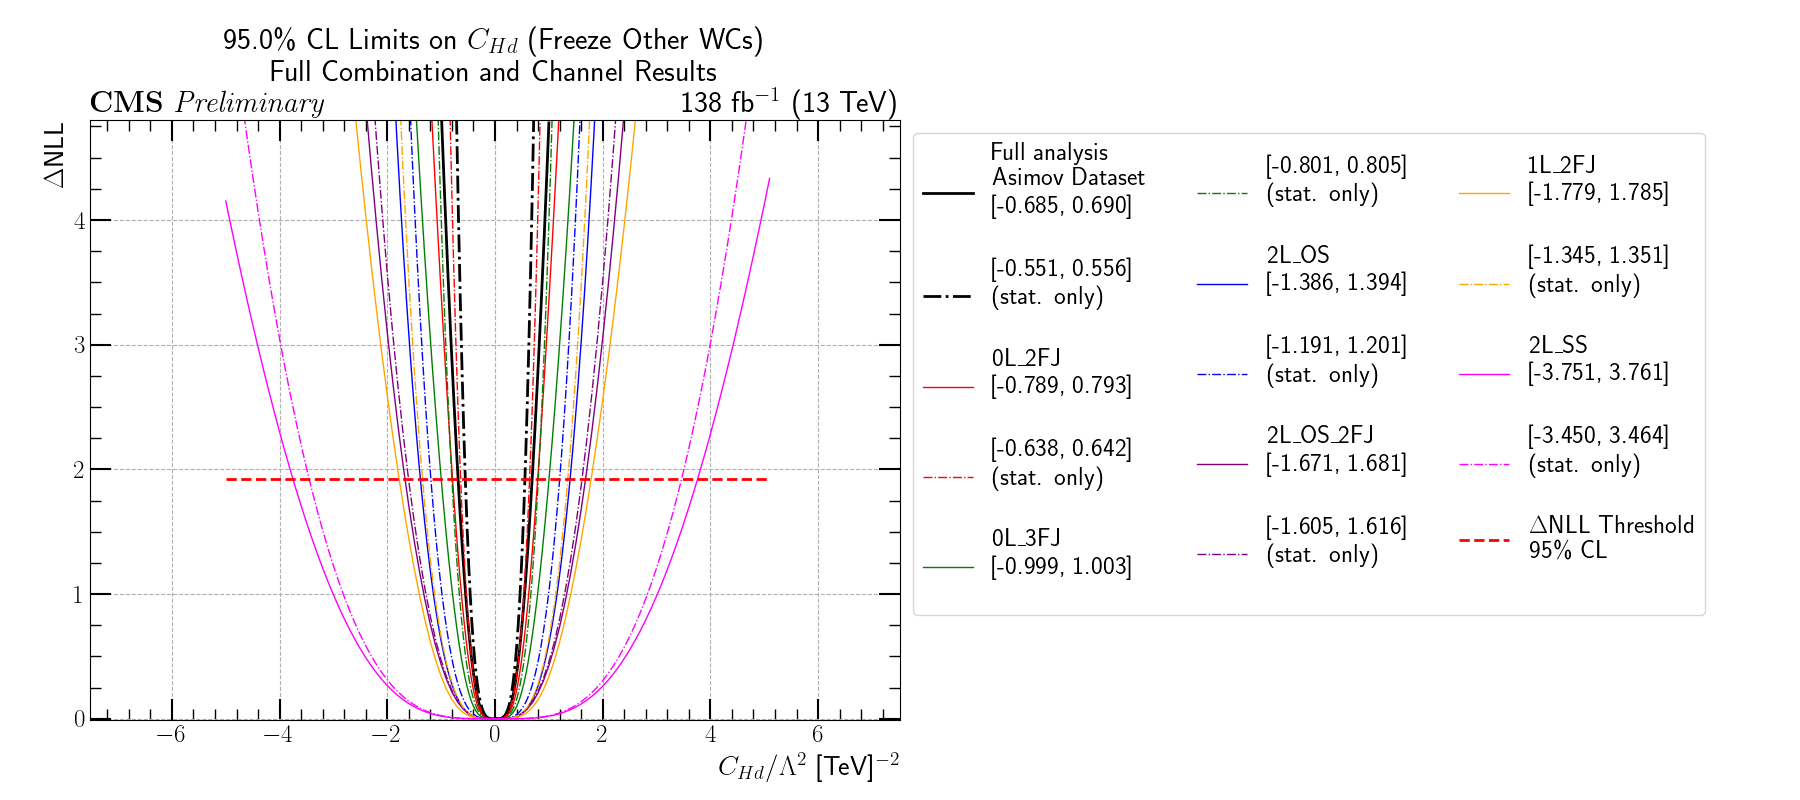 95.0% CL Limits on C_{Hd} (Freeze Other WCs)
Full Combination and Channel Results
CMS Preliminary
138 fb⁻¹ (13 TeV)
ΔNLL
4
3
2
1
0
−6
−4
−2
0
2
4
6
C_{Hd}/Λ² [TeV]⁻²
Full analysis
Asimov Dataset
[-0.685, 0.690]
[-0.551, 0.556]
(stat. only)
0L_2FJ
[-0.789, 0.793]
[-0.638, 0.642]
(stat. only)
0L_3FJ
[-0.999, 1.003]
[-0.801, 0.805]
(stat. only)
2L_OS
[-1.386, 1.394]
[-1.191, 1.201]
(stat. only)
2L_OS_2FJ
[-1.671, 1.681]
[-1.605, 1.616]
(stat. only)
1L_2FJ
[-1.779, 1.785]
[-1.345, 1.351]
(stat. only)
2L_SS
[-3.751, 3.761]
[-3.450, 3.464]
(stat. only)
ΔNLL Threshold
95% CL